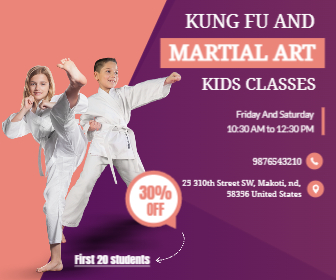 KUNG FU AND
MARTIAL ART
KIDS CLASSES
Friday And Saturday
10:30 AM to 12:30 PM
9876543210
25 310th Street SW, Makoti, nd,
58356 United States
30%
OFF
First 20 students